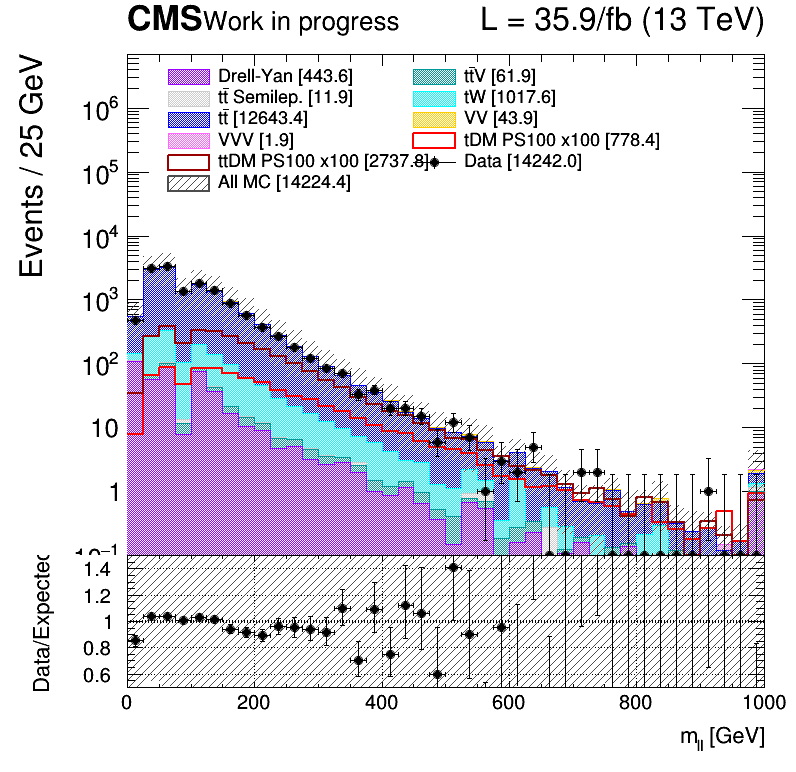 CMS Work in progress L = 35.9/fb (13 TeV)
Events / 25 GeV
Drell-Yan [443.6] tt̄V [61.9]
tt̄ Semilep. [11.9] tW [1017.6]
tt̄ [12643.4] VV [43.9]
VVV [1.9] tDM PS100 x100 [778.4]
ttDM PS100 x100 [2737.8] Data [14242.0]
All MC [14224.4]
10⁶
10⁵
10⁴
10³
10²
10
1
10⁻¹
Data/Expected
1.4
1.2
1
0.8
0.6
0 200 400 600 800 1000
m_ll [GeV]